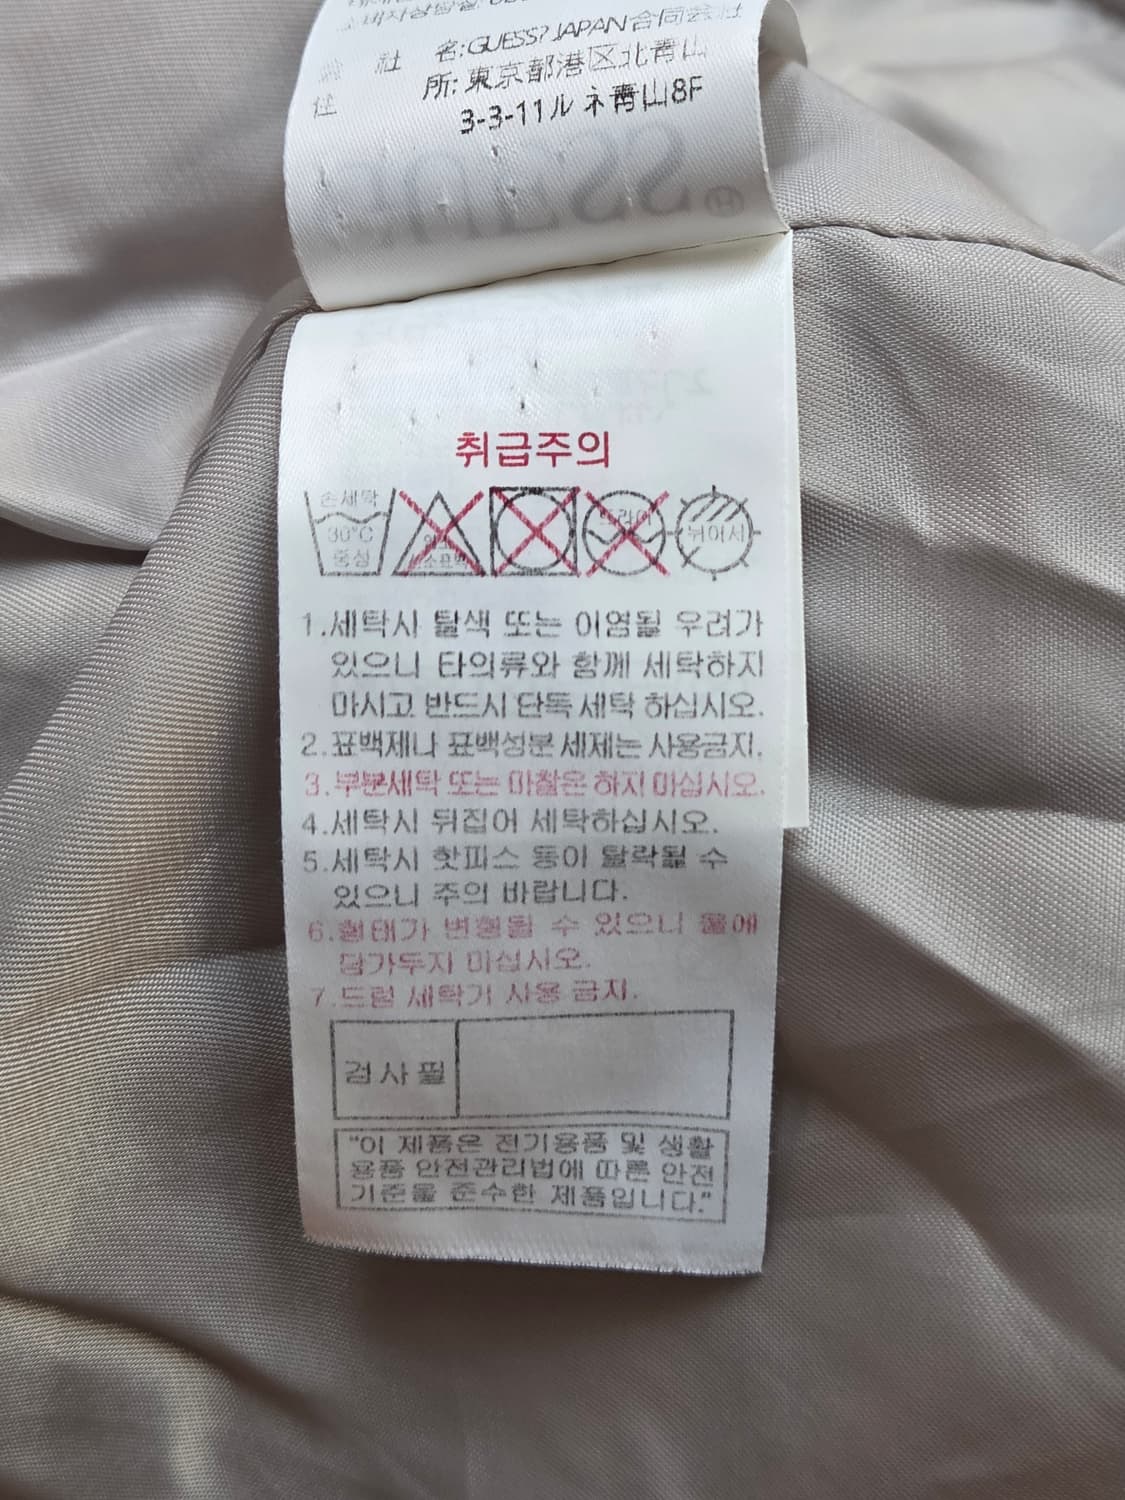 社 名:GUESS? JAPAN合同会社
住 所:東京都港区北青山
3-3-11ルネ青山8F
취급주의
손세탁 30°C 중성
드라이
뉘어서
1.세탁시 탈색 또는 이염될 우려가
있으니 타의류와 함께 세탁하지
마시고 반드시 단독 세탁 하십시오.
2.표백제나 표백성분 세제는 사용금지.
3.부분세탁 또는 마찰은 하지 마십시오.
4.세탁시 뒤집어 세탁하십시오.
5.세탁시 핫피스 등이 탈락될 수
있으니 주의 바랍니다.
6.형태가 변형될 수 있으니 물에
담가두지 마십시오.
7.드럼 세탁기 사용 금지.
검사필
"이 제품은 전기용품 및 생활
용품 안전관리법에 따른 안전
기준을 준수한 제품입니다."